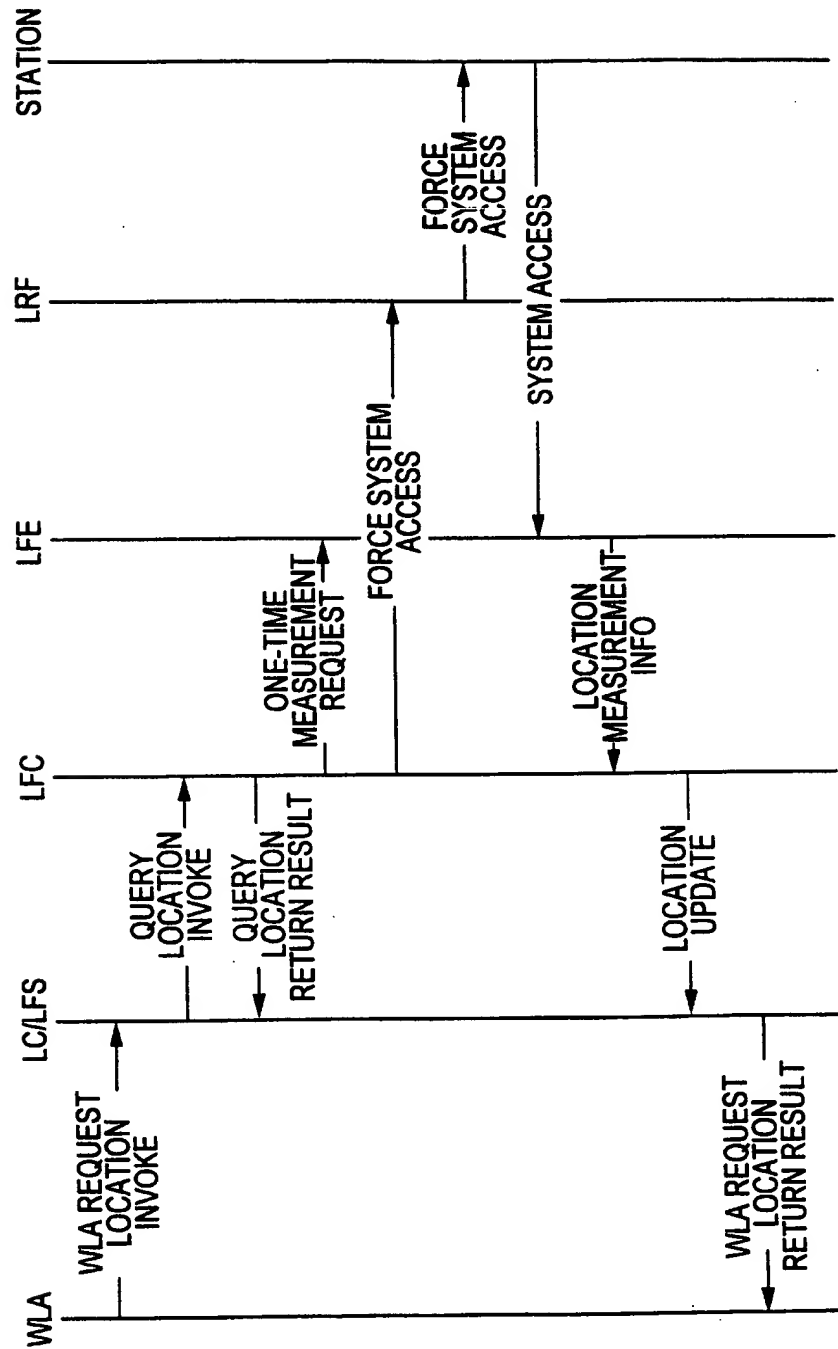 WLA
LC/LFS
LFC
LFE
LRF
STATION
WLA REQUEST
LOCATION
INVOKE
QUERY
LOCATION
INVOKE
QUERY
LOCATION
RETURN RESULT
ONE-TIME
MEASUREMENT
REQUEST
FORCE SYSTEM
ACCESS
FORCE
SYSTEM
ACCESS
SYSTEM ACCESS
LOCATION
MEASUREMENT
INFO
LOCATION
UPDATE
WLA REQUEST
LOCATION
RETURN RESULT